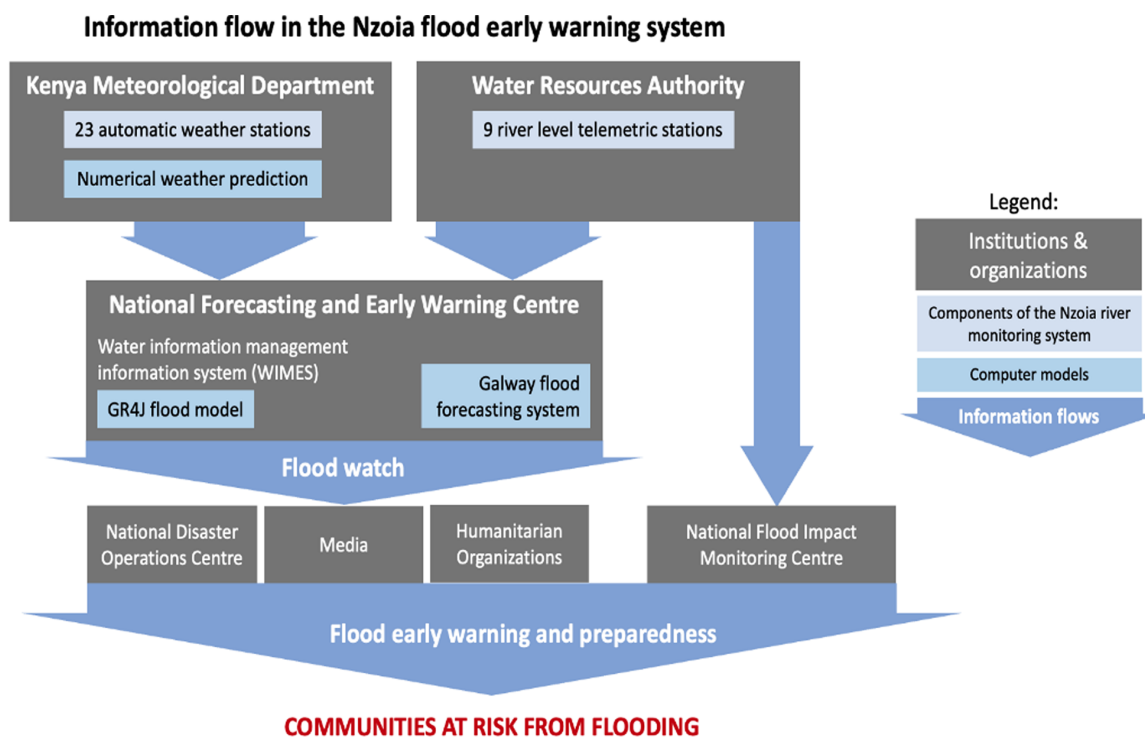 Information flow in the Nzoia flood early warning system
Kenya Meteorological Department
23 automatic weather stations
Numerical weather prediction
Water Resources Authority
9 river level telemetric stations
National Forecasting and Early Warning Centre
Water information management
information system (WIMES)
GR4J flood model
Galway flood
forecasting system
Flood watch
National Disaster
Operations Centre
Media
Humanitarian
Organizations
National Flood Impact
Monitoring Centre
Flood early warning and preparedness
COMMUNITIES AT RISK FROM FLOODING
Legend:
Institutions &
organizations
Components of the Nzoia river
monitoring system
Computer models
Information flows